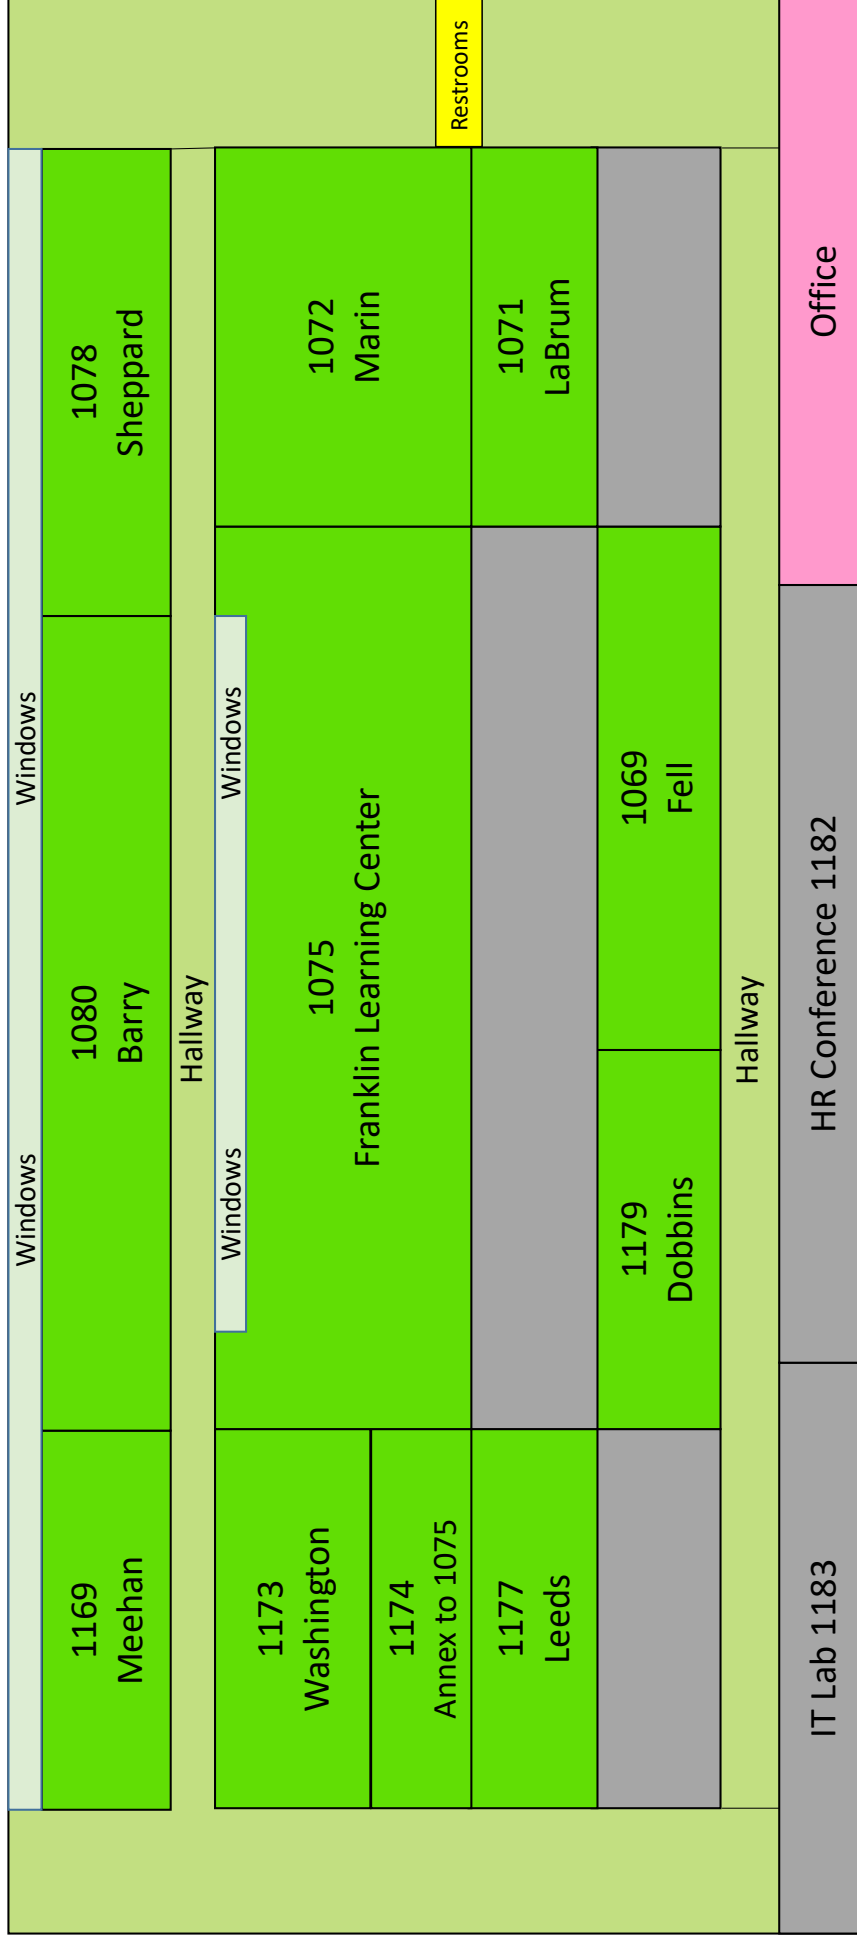 Windows
Windows
1169
Meehan
1080
Barry
1078
Sheppard
Hallway
Windows
Windows
1173
Washington
1174
Annex to 1075
1075
Franklin Learning Center
1072
Marin
Restrooms
1177
Leeds
1071
LaBrum
1179
Dobbins
1069
Fell
Hallway
IT Lab 1183
HR Conference 1182
Office